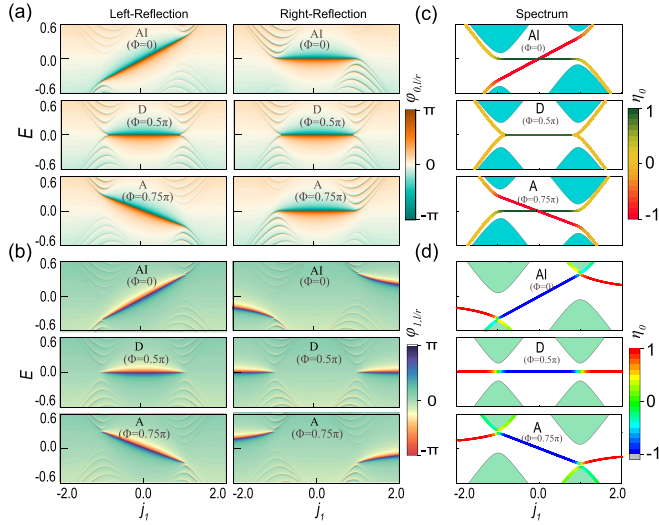 Left-Reflection Right-Reflection Spectrum
(a) (c)
0.6 AI (Φ=0) AI (Φ=0) 0.0 -0.6
0.6 D (Φ=0.5π) D (Φ=0.5π) 0.0 -0.6
0.6 A (Φ=0.75π) A (Φ=0.75π) 0.0 -0.6
E
φ0,l/r
π
0
-π
AI (Φ=0)
D (Φ=0.5π)
A (Φ=0.75π)
η0
1
0
-1
(b) (d)
0.6 AI AI 0.0 (Φ=0) (Φ=0) -0.6
0.6 D (Φ=0.5π) D (Φ=0.5π) 0.0 -0.6
0.6 A (Φ=0.75π) A (Φ=0.75π) 0.0 -0.6
E
φ1,l/r
π
0
-π
AI (Φ=0)
D (Φ=0.5π)
A (Φ=0.75π)
η0
1
0
-1
-2.0 0.0 -2.0 0.0 2.0 -2.0 0.0 2.0
j1 j1 j1